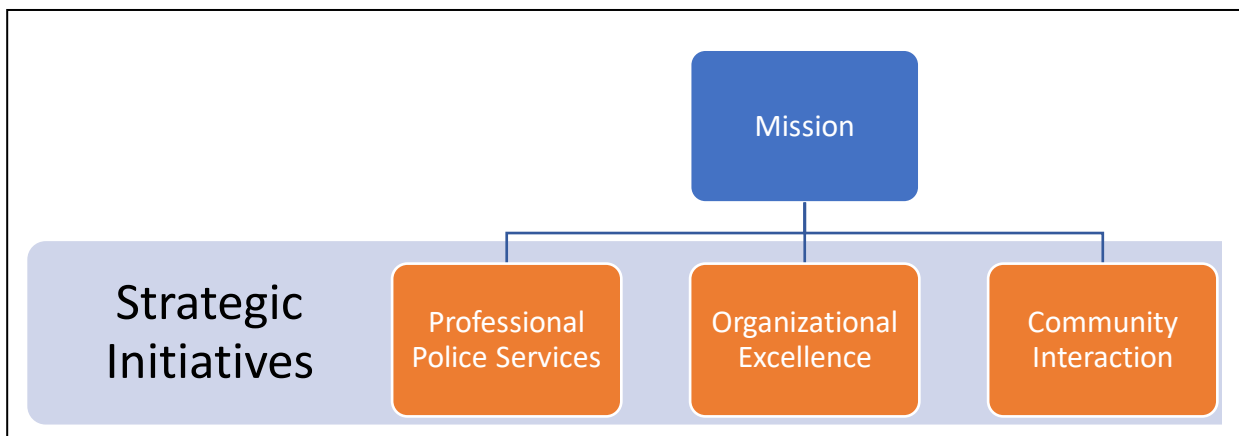 Mission
Strategic
Initiatives
Professional
Police Services
Organizational
Excellence
Community
Interaction